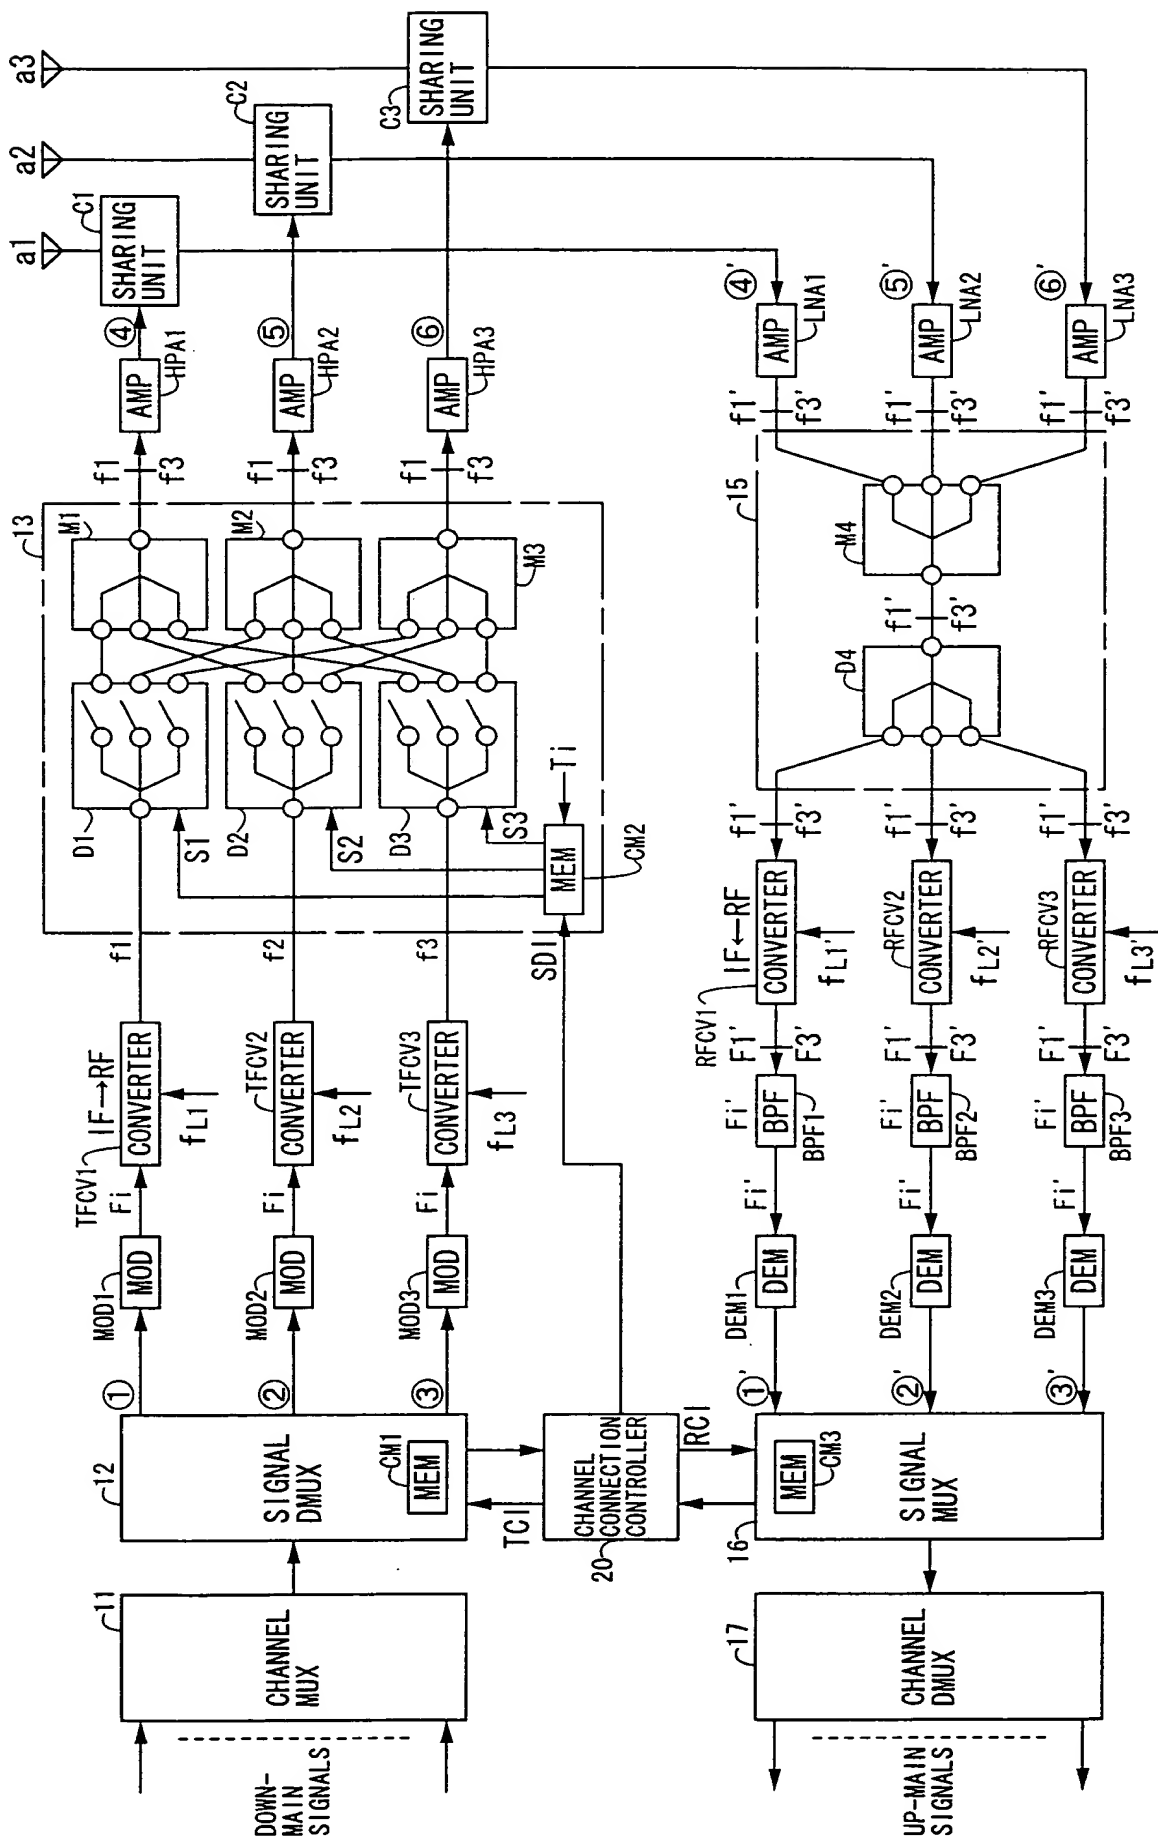 DOWN-
MAIN
SIGNALS
11
CHANNEL
MUX
12
SIGNAL
DMUX
CM1
MEM
①
②
③
MOD1
MOD
MOD2
MOD
MOD3
MOD
Fi
Fi
Fi
TFCV1
IF→RF
CONVERTER
fL1
TFCV2
CONVERTER
fL2
TFCV3
CONVERTER
fL3
f1
f2
f3
13
D1
S1
D2
S2
D3
S3
MEM
Ti
CM2
SDI
M1
M2
M3
f1
f3
f1
f3
f1
f3
AMP
HPA1
AMP
HPA2
AMP
HPA3
④
⑤
⑥
C1
SHARING
UNIT
C2
SHARING
UNIT
C3
SHARING
UNIT
a1
a2
a3
TCI
CHANNEL
CONNECTION
CONTROLLER
20
RCI
UP-MAIN
SIGNALS
17
CHANNEL
DMUX
16
SIGNAL
MUX
MEM
CM3
①'
②'
③'
DEM1
DEM
DEM2
DEM
DEM3
DEM
Fi'
Fi'
Fi'
Fi'
BPF
BPF1
Fi'
BPF
BPF2
Fi'
BPF
BPF3
F1'
F3'
F1'
F3'
F1'
F3'
RFCV1
IF←RF
CONVERTER
fL1'
RFCV2
CONVERTER
fL2'
RFCV3
CONVERTER
fL3'
f1'
f3'
f1'
f3'
f1'
f3'
15
D4
f1'
f3'
M4
f1'
f3'
f1'
f3'
f1'
f3'
AMP
LNA1
AMP
LNA2
AMP
LNA3
④'
⑤'
⑥'